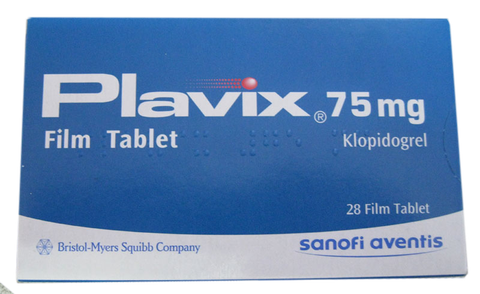 Plavix® 75 mg
Film Tablet
Klopidogrel
28 Film Tablet
Bristol-Myers Squibb Company
sanofi aventis